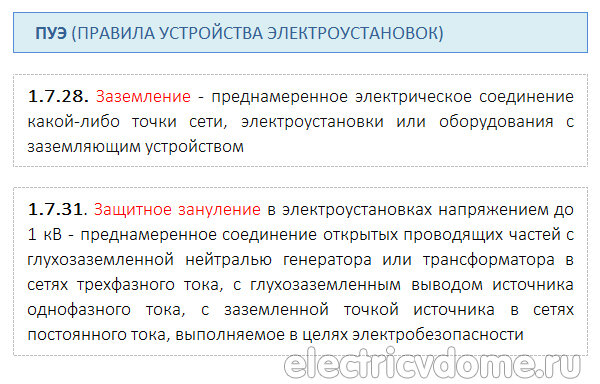 ПУЭ (ПРАВИЛА УСТРОЙСТВА ЭЛЕКТРОУСТАНОВОК)
1.7.28. Заземление - преднамеренное электрическое соединение
какой-либо точки сети, электроустановки или оборудования с
заземляющим устройством
1.7.31. Защитное зануление в электроустановках напряжением до
1 кВ - преднамеренное соединение открытых проводящих частей с
глухозаземленной нейтралью генератора или трансформатора в
сетях трехфазного тока, с глухозаземленным выводом источника
однофазного тока, с заземленной точкой источника в сетях
постоянного тока, выполняемое в целях электробезопасности
electricvdome.ru